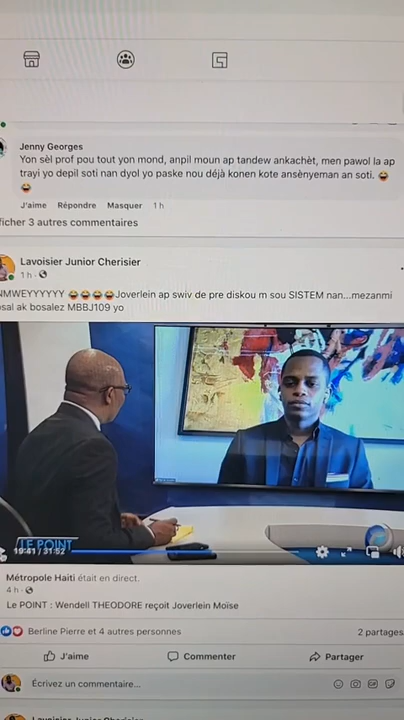 Jenny Georges
Yon sèl prof pou tout yon mond, anpil moun ap tandew ankachèt, men pawol la ap
trayi yo depil soti nan dyol yo paske nou déjà konen kote ansènyeman an soti. 😂
😂
J'aime Répondre Masquer 1 h
ficher 3 autres commentaires
Lavoisier Junior Cherisier
1 h
NMWEYYYYYY 😂😂😂😂Joverlein ap swiv de pre diskou m sou SISTEM nan...mezanmi
osal ak bosalez MBBJ109 yo
LE POINT
19:41 / 31:52
Métropole Haiti était en direct.
4 h
Le POINT : Wendell THEODORE reçoit Joverlein Moïse
Berline Pierre et 4 autres personnes 2 partages
J'aime Commenter Partager
Écrivez un commentaire...
Lavoisier Junior Cherisier